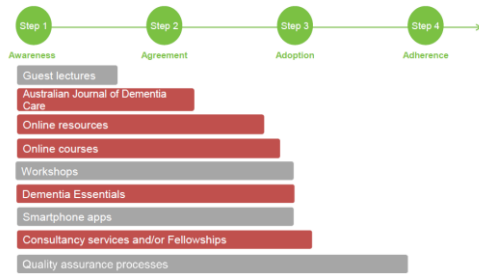 Step 1
Step 2
Step 3
Step 4
Awareness
Agreement
Adoption
Adherence
Guest lectures
Australian Journal of Dementia
Care
Online resources
Online courses
Workshops
Dementia Essentials
Smartphone apps
Consultancy services and/or Fellowships
Quality assurance processes